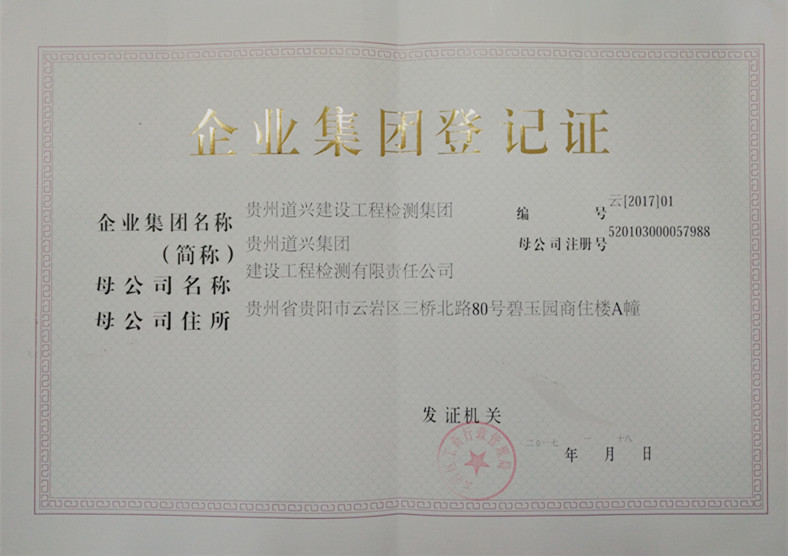 企业集团登记证
企业集团名称 贵州道兴建设工程检测集团 编号 云[2017]01
(简称) 贵州道兴集团 母公司注册号 520103000057988
母公司名称 建设工程检测有限责任公司
母公司住所 贵州省贵阳市云岩区三桥北路80号碧玉园商住楼A幢
发证机关
二〇一七年一月十八日